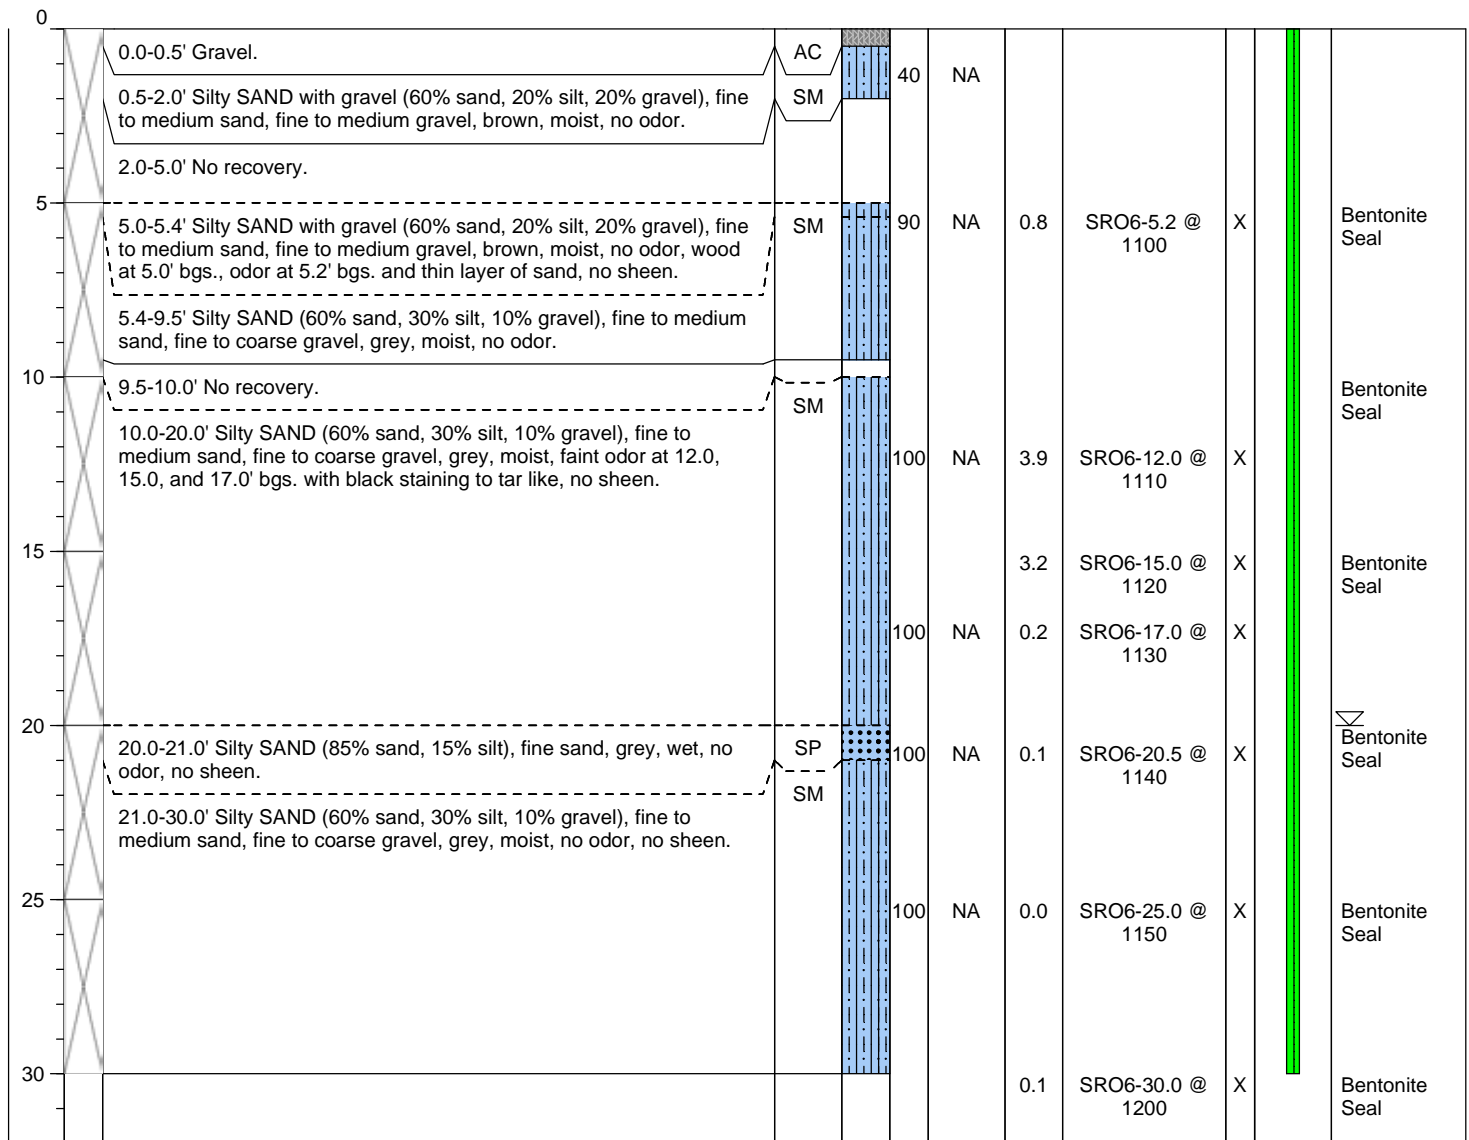 0
0.0-0.5' Gravel.
AC
40
NA
0.5-2.0' Silty SAND with gravel (60% sand, 20% silt, 20% gravel), fine
to medium sand, fine to medium gravel, brown, moist, no odor.
SM
2.0-5.0' No recovery.
5
5.0-5.4' Silty SAND with gravel (60% sand, 20% silt, 20% gravel), fine
to medium sand, fine to medium gravel, brown, moist, no odor, wood
at 5.0' bgs., odor at 5.2' bgs. and thin layer of sand, no sheen.
SM
90
NA
0.8
SRO6-5.2 @
1100
X
Bentonite
Seal
5.4-9.5' Silty SAND (60% sand, 30% silt, 10% gravel), fine to medium
sand, fine to coarse gravel, grey, moist, no odor.
10
9.5-10.0' No recovery.
SM
Bentonite
Seal
10.0-20.0' Silty SAND (60% sand, 30% silt, 10% gravel), fine to
medium sand, fine to coarse gravel, grey, moist, faint odor at 12.0,
15.0, and 17.0' bgs. with black staining to tar like, no sheen.
100
NA
3.9
SRO6-12.0 @
1110
X
15
3.2
SRO6-15.0 @
1120
X
Bentonite
Seal
100
NA
0.2
SRO6-17.0 @
1130
X
20
20.0-21.0' Silty SAND (85% sand, 15% silt), fine sand, grey, wet, no
odor, no sheen.
SP
100
NA
0.1
SRO6-20.5 @
1140
X
Bentonite
Seal
SM
21.0-30.0' Silty SAND (60% sand, 30% silt, 10% gravel), fine to
medium sand, fine to coarse gravel, grey, moist, no odor, no sheen.
25
100
NA
0.0
SRO6-25.0 @
1150
X
Bentonite
Seal
30
0.1
SRO6-30.0 @
1200
X
Bentonite
Seal